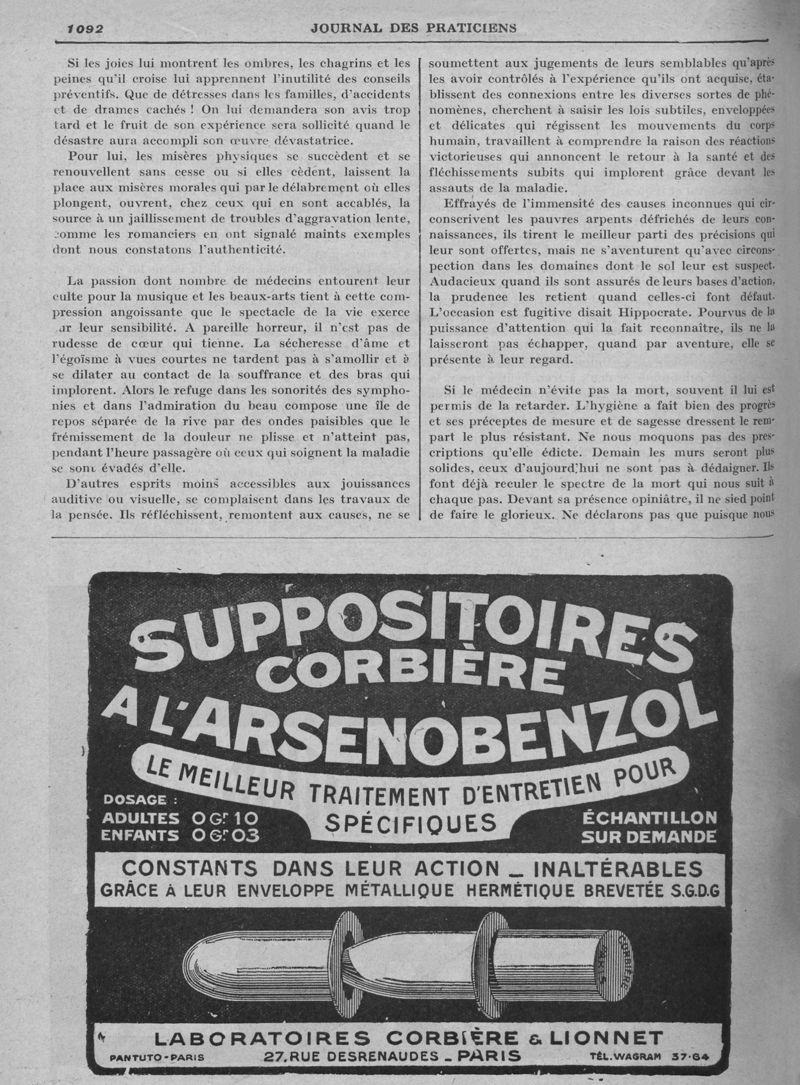 1092
JOURNAL DES PRATICIENS
Si les joies lui montrent les ombres, les chagrins et les
peines qu'il croise lui apprennent l'inutilité des conseils
préventifs. Que de détresses dans les familles, d'accidents
et de drames cachés ! On lui demandera son avis trop
tard et le fruit de son expérience sera sollicité quand le
désastre aura accompli son œuvre dévastatrice.
Pour lui, les misères physiques se succèdent et se
renouvellent sans cesse ou si elles cèdent, laissent la
place aux misères morales qui par le délabrement où elles
plongent, ouvrent, chez ceux qui en sont accablés, la
source à un jaillissement de troubles d'aggravation lente,
comme les romanciers en ont signalé maints exemples
dont nous constatons l'authenticité.
La passion dont nombre de médecins entourent leur
culte pour la musique et les beaux-arts tient à cette com-
pression angoissante que le spectacle de la vie exerce
ur leur sensibilité. A pareille horreur, il n'est pas de
rudesse de cœur qui tienne. La sécheresse d'âme et
l'égoïsme à vues courtes ne tardent pas à s'amollir et à
se dilater au contact de la souffrance et des bras qui
implorent. Alors le refuge dans les sonorités des sympho-
nies et dans l'admiration du beau compose une île de
repos séparée de la rive par des ondes paisibles que le
frémissement de la douleur ne plisse et n'atteint pas,
pendant l'heure passagère où ceux qui soignent la maladie
se sont évadés d'elle.
D'autres esprits moins accessibles aux jouissances
auditive ou visuelle, se complaisent dans les travaux de
la pensée. Ils réfléchissent, remontent aux causes, ne se
soumettent aux jugements de leurs semblables qu'après
les avoir contrôlés à l'expérience qu'ils ont acquise, éta-
blissent des connexions entre les diverses sortes de phé-
nomènes, cherchent à saisir les lois subtiles, enveloppées
et délicates qui régissent les mouvements du corps
humain, travaillent à comprendre la raison des réactions
victorieuses qui annoncent le retour à la santé et des
fléchissements subits qui implorent grâce devant les
assauts de la maladie.
Effrayés de l'immensité des causes inconnues qui cir-
conscrivent les pauvres arpents défrichés de leurs con-
naissances, ils tirent le meilleur parti des précisions qui
leur sont offertes, mais ne s'aventurent qu'avec circons-
pection dans les domaines dont le sol leur est suspect.
Audacieux quand ils sont assurés de leurs bases d'action,
la prudence les retient quand celles-ci font défaut.
L'occasion est fugitive disait Hippocrate. Pourvus de la
puissance d'attention qui la fait reconnaître, ils ne la
laisseront pas échapper, quand par aventure, elle se
présente à leur regard.
Si le médecin n'évite pas la mort, souvent il lui est
permis de la retarder. L'hygiène a fait bien des progrès
et ses préceptes de mesure et de sagesse dressent le rem-
part le plus résistant. Ne nous moquons pas des pres-
criptions qu'elle édicte. Demain les murs seront plus
solides, ceux d'aujourd'hui ne sont pas à dédaigner. Ils
font déjà reculer le spectre de la mort qui nous suit à
chaque pas. Devant sa présence opiniâtre, il ne sied point
de faire le glorieux. Ne déclarons pas que puisque nous
SUPPOSITOIRES
CORBIÈRE
A L'ARSENOBENZOL
LE MEILLEUR TRAITEMENT D'ENTRETIEN POUR
SPÉCIFIQUES
DOSAGE :
ADULTES 0 Gr 10
ENFANTS 0 Gr 03
ÉCHANTILLON
SUR DEMANDE
CONSTANTS DANS LEUR ACTION _ INALTÉRABLES
GRÂCE À LEUR ENVELOPPE MÉTALLIQUE HERMÉTIQUE BREVETÉE S.G.D.G
CORBIÈRE
PARIS
LABORATOIRES CORBIÈRE & LIONNET
PANTUTO-PARIS
27, RUE DESRENAUDES _ PARIS
TÉL. WAGRAM 37-64